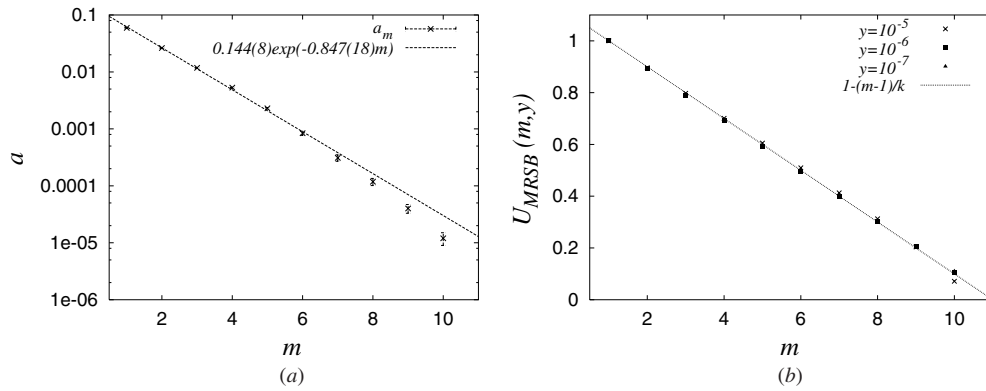 0.1
0.01
0.001
0.0001
1e-05
1e-06
a
2
4
6
8
10
m
a_m
0.144(8)exp(-0.847(18)m)
(a)
1
0.8
0.6
0.4
0.2
0
U_MRSB (m,y)
2
4
6
8
10
m
y=10^-5
y=10^-6
y=10^-7
1-(m-1)/k
(b)